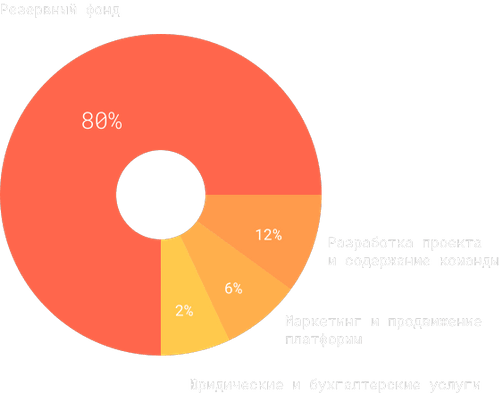 Резервный фонд
80%
12%
Разработка проекта
и содержание команды
6%
Маркетинг и продвижение
платформы
2%
Юридические и бухгалтерские услуги